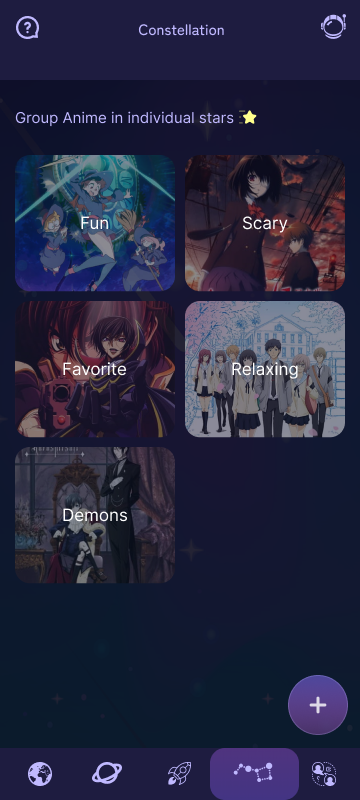 Constellation
Group Anime in individual stars
Fun
Scary
Favorite
Relaxing
Demons